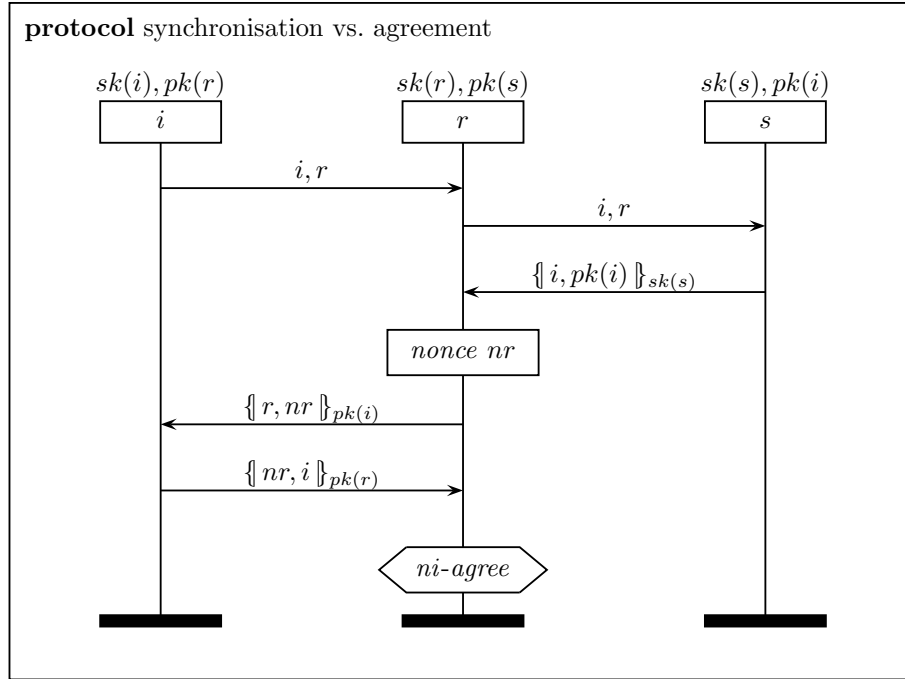 protocol synchronisation vs. agreement
sk(i), pk(r) sk(r), pk(s) sk(s), pk(i)
i r s
i, r
i, r
{| i, pk(i) |}sk(s)
nonce nr
{| r, nr |}pk(i)
{| nr, i |}pk(r)
ni-agree